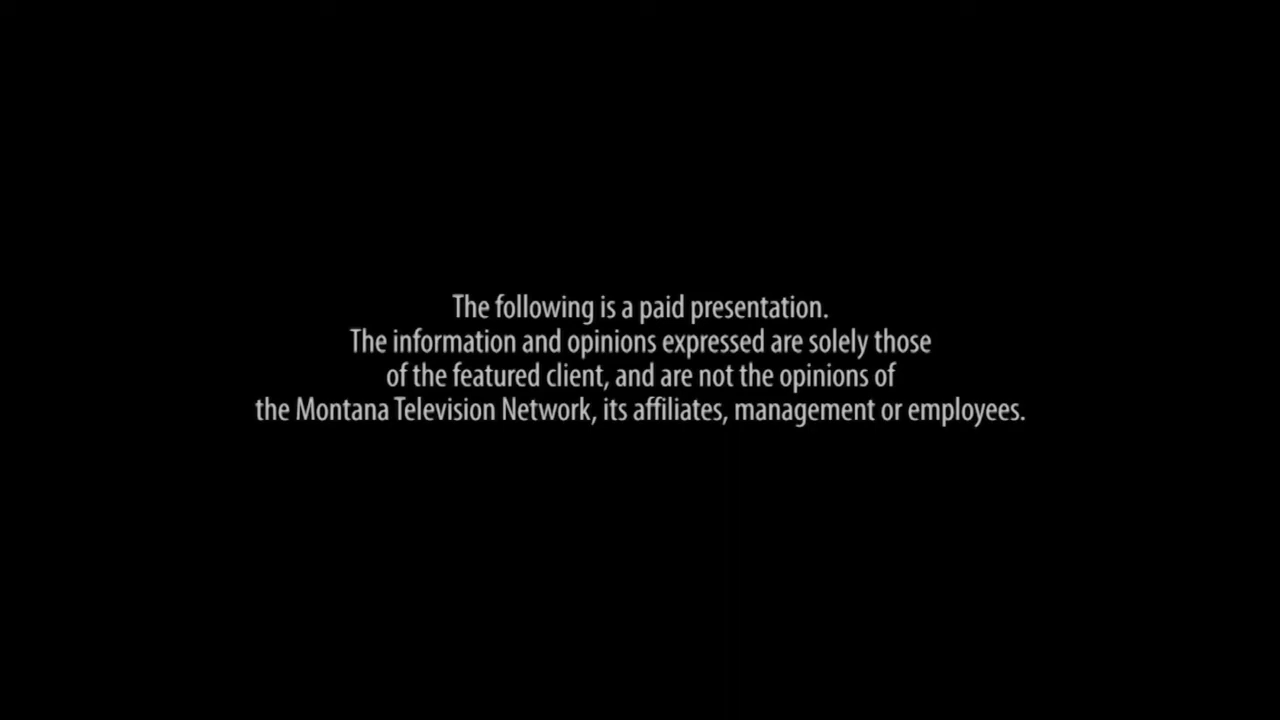 The following is a paid presentation.
The information and opinions expressed are solely those
of the featured client, and are not the opinions of
the Montana Television Network, its affiliates, management or employees.